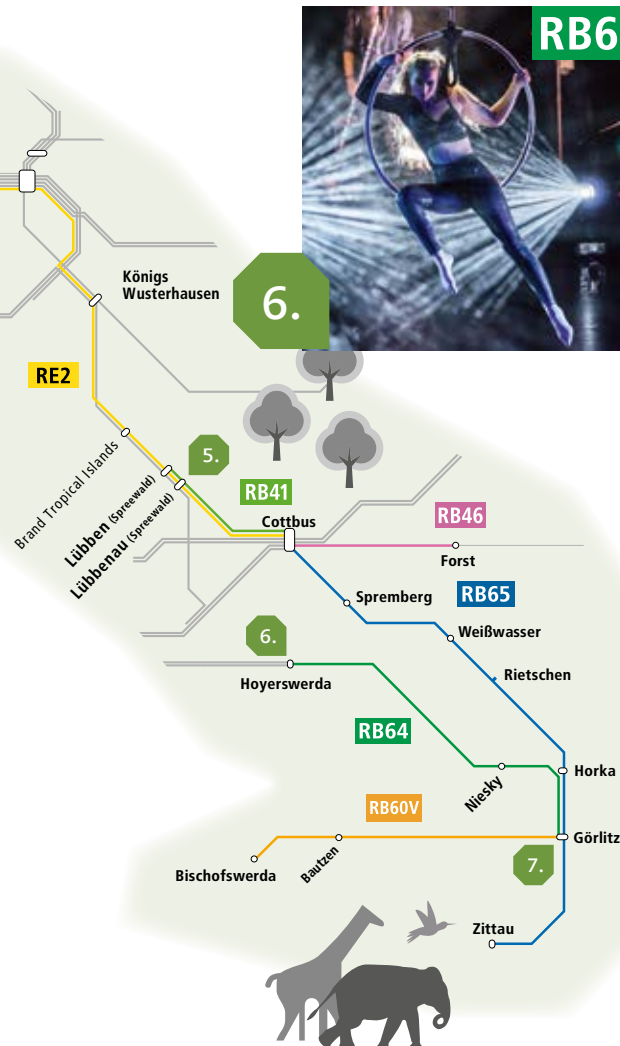 RB6
Königs
Wusterhausen
6.
RE2
Brand Tropical Islands
5.
Lübben (Spreewald)
Lübbenau (Spreewald)
RB41
Cottbus
RB46
Forst
Spremberg
RB65
Weißwasser
6.
Rietschen
Hoyerswerda
RB64
Horka
Niesky
RB60V
Görlitz
Bautzen
Bischofswerda
7.
Zittau